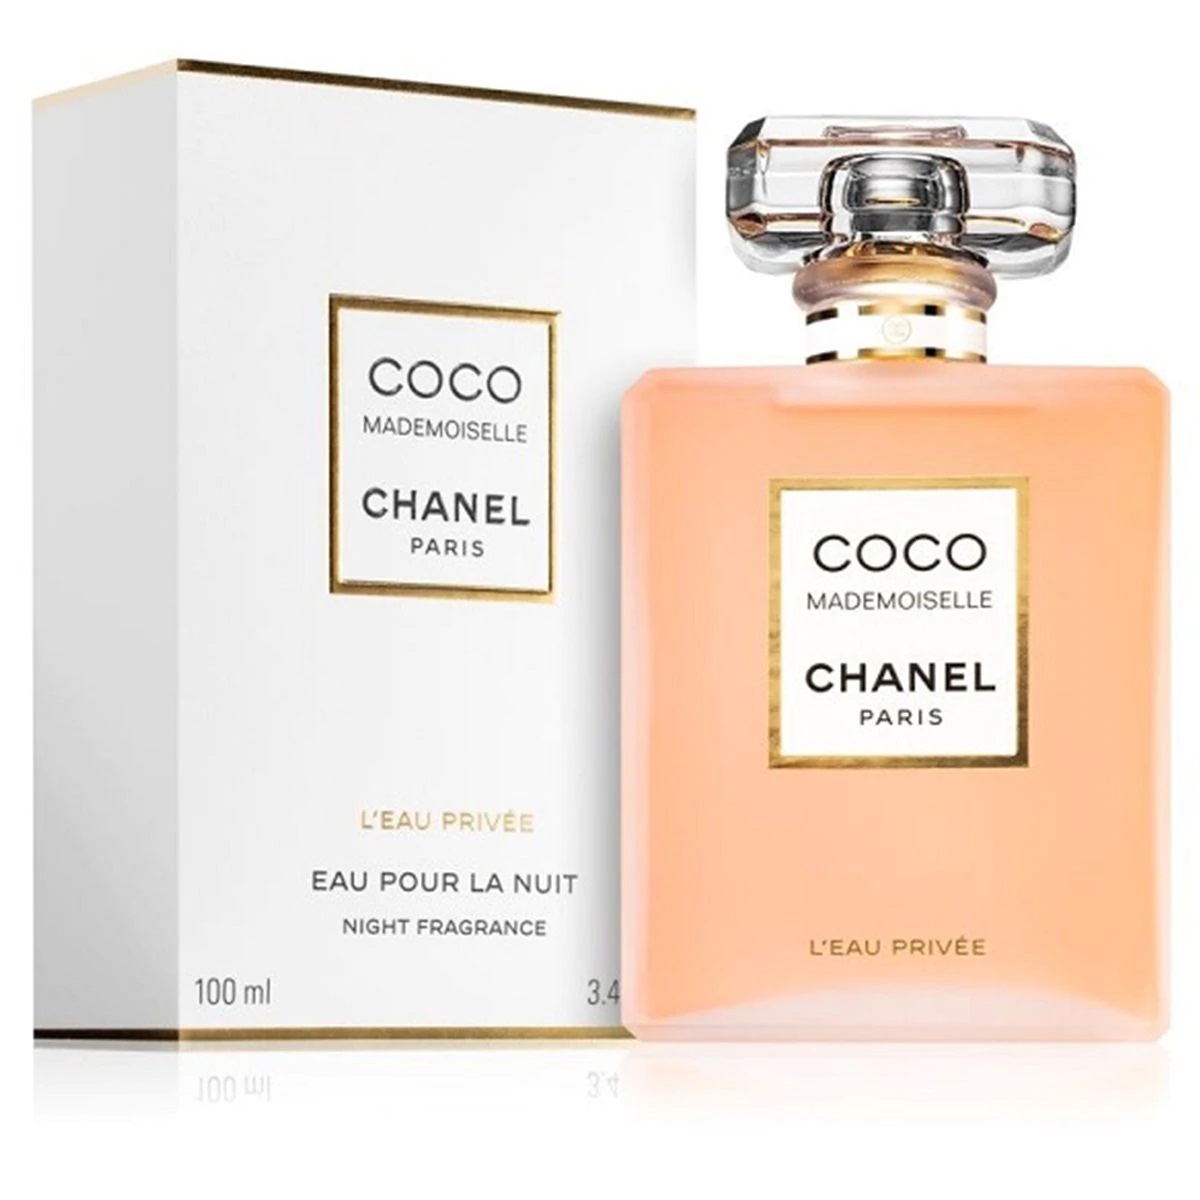 COCO
MADEMOISELLE
CHANEL
PARIS
L'EAU PRIVÉE
EAU POUR LA NUIT
NIGHT FRAGRANCE
100 ml
3.4
COCO
MADEMOISELLE
CHANEL
PARIS
L'EAU PRIVÉE